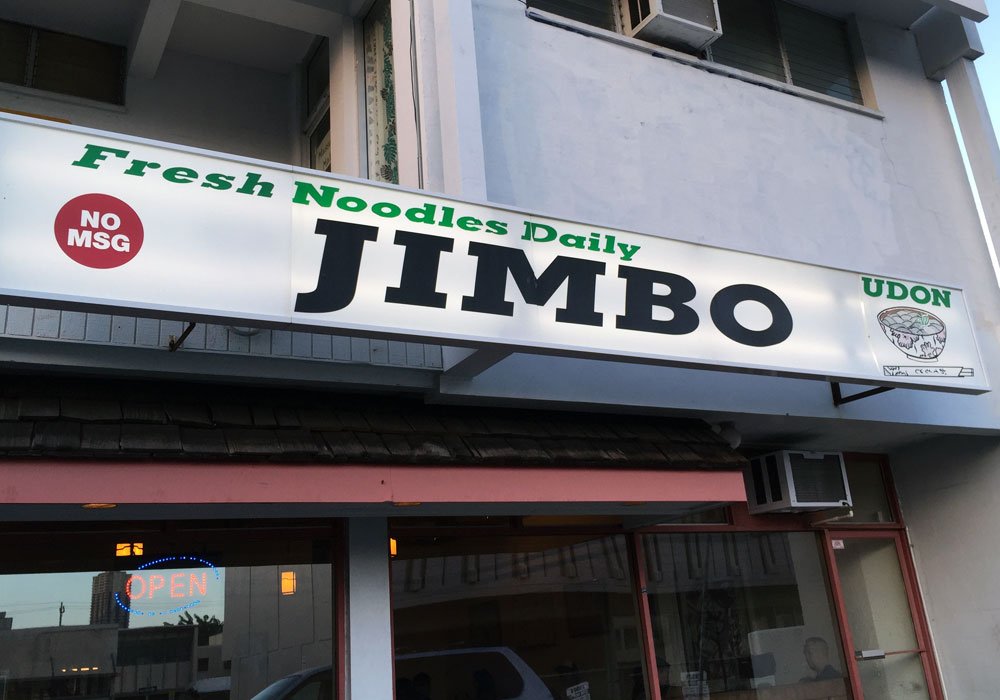 Fresh Noodles Daily
NO
MSG
JIMBO
UDON
OPEN